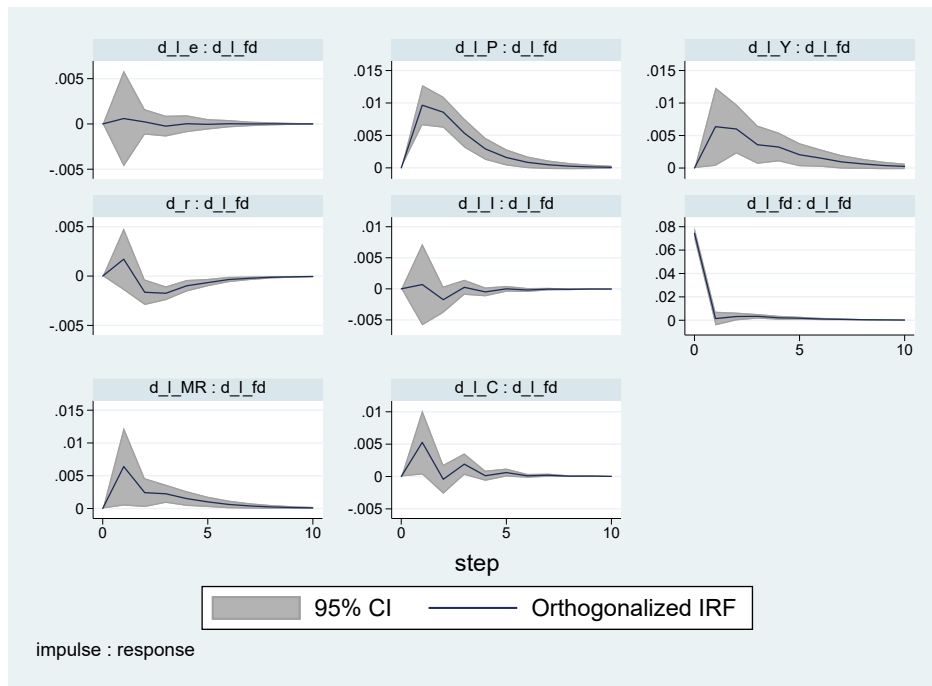 d_l_e : d_l_fd
.005
0
-.005
d_l_P : d_l_fd
.015
.01
.005
0
d_l_Y : d_l_fd
.015
.01
.005
0
d_r : d_l_fd
.005
0
-.005
d_l_I : d_l_fd
.01
.005
0
-.005
d_l_fd : d_l_fd
.08
.06
.04
.02
0
0 5 10
d_l_MR : d_l_fd
.015
.01
.005
0
0 5 10
d_l_C : d_l_fd
.01
.005
0
-.005
0 5 10
step
95% CI Orthogonalized IRF
impulse : response